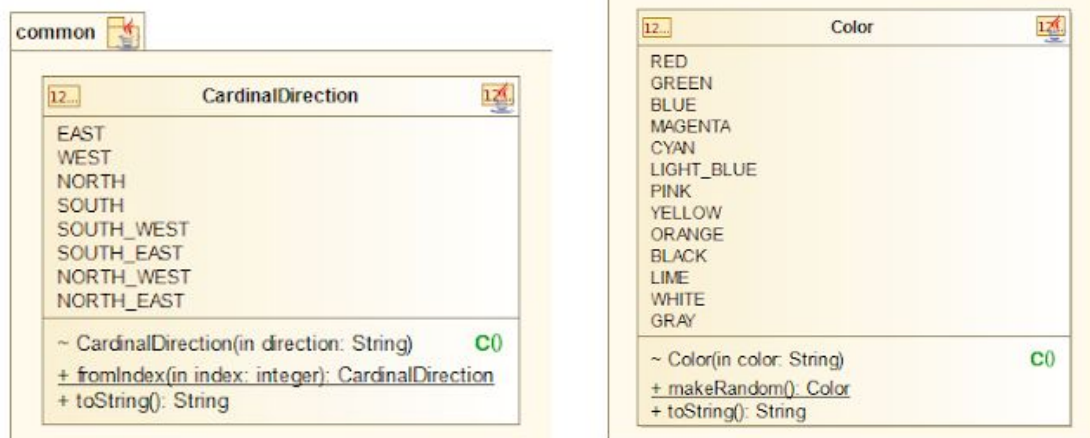 common
12...
CardinalDirection
EAST
WEST
NORTH
SOUTH
SOUTH_WEST
SOUTH_EAST
NORTH_WEST
NORTH_EAST
~ CardinalDirection(in direction: String)
C()
+ fromIndex(in index: integer): CardinalDirection
+ toString(): String
12...
Color
RED
GREEN
BLUE
MAGENTA
CYAN
LIGHT_BLUE
PINK
YELLOW
ORANGE
BLACK
LIME
WHITE
GRAY
~ Color(in color: String)
C()
+ makeRandom(): Color
+ toString(): String